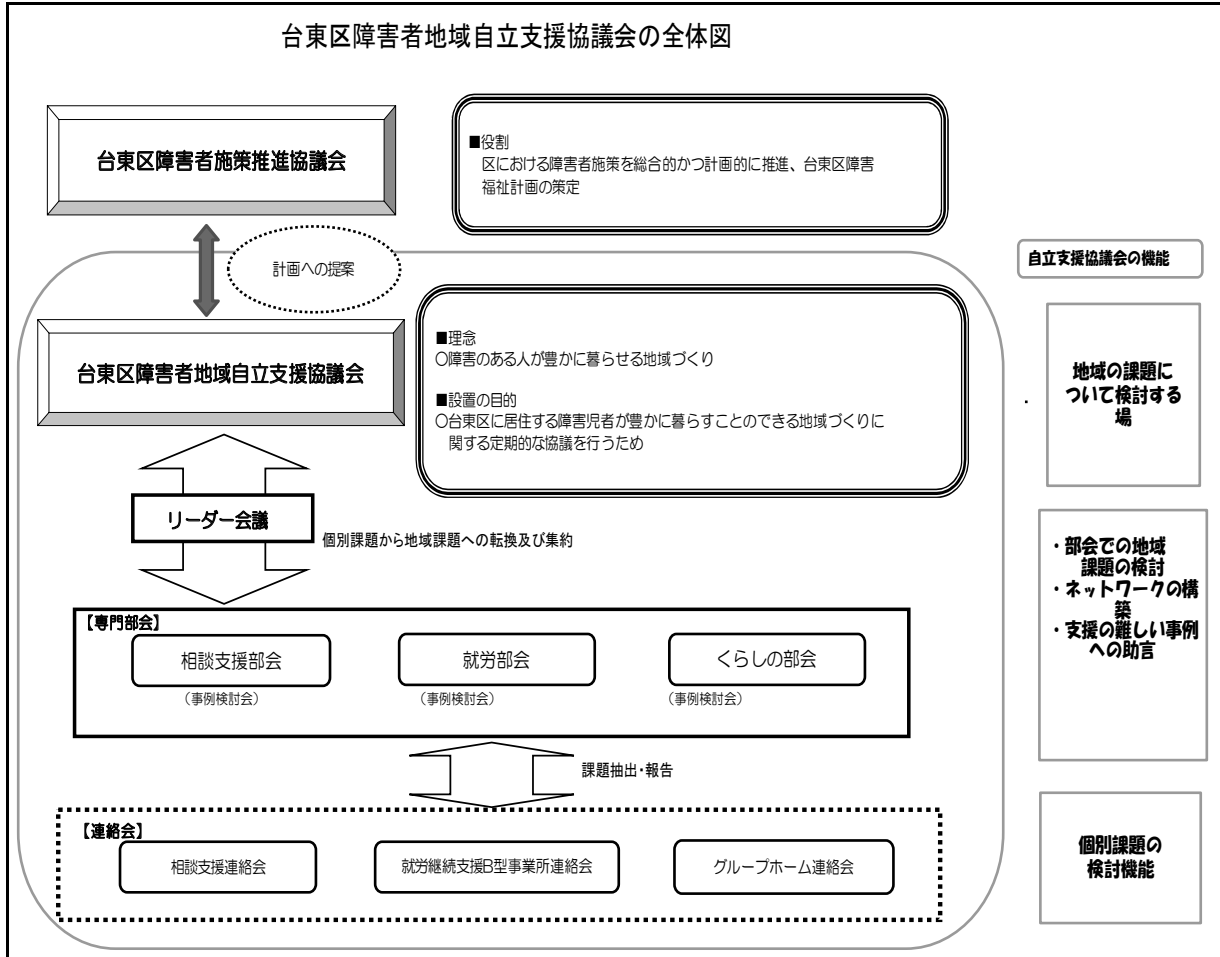 台東区障害者地域自立支援協議会の全体図
台東区障害者施策推進協議会
■役割
区における障害者施策を総合的かつ計画的に推進、台東区障害
福祉計画の策定
計画への提案
自立支援協議会の機能
台東区障害者地域自立支援協議会
■理念
○障害のある人が豊かに暮らせる地域づくり
■設置の目的
○台東区に居住する障害児者が豊かに暮らすことのできる地域づくりに
関する定期的な協議を行うため
.
地域の課題に
ついて検討する
場
リーダー会議
個別課題から地域課題への転換及び集約
・部会での地域
課題の検討
・ネットワークの構
築
・支援の難しい事例
への助言
【専門部会】
相談支援部会
就労部会
くらしの部会
（事例検討会）
（事例検討会）
（事例検討会）
課題抽出・報告
【連絡会】
相談支援連絡会
就労継続支援B型事業所連絡会
グループホーム連絡会
個別課題の
検討機能